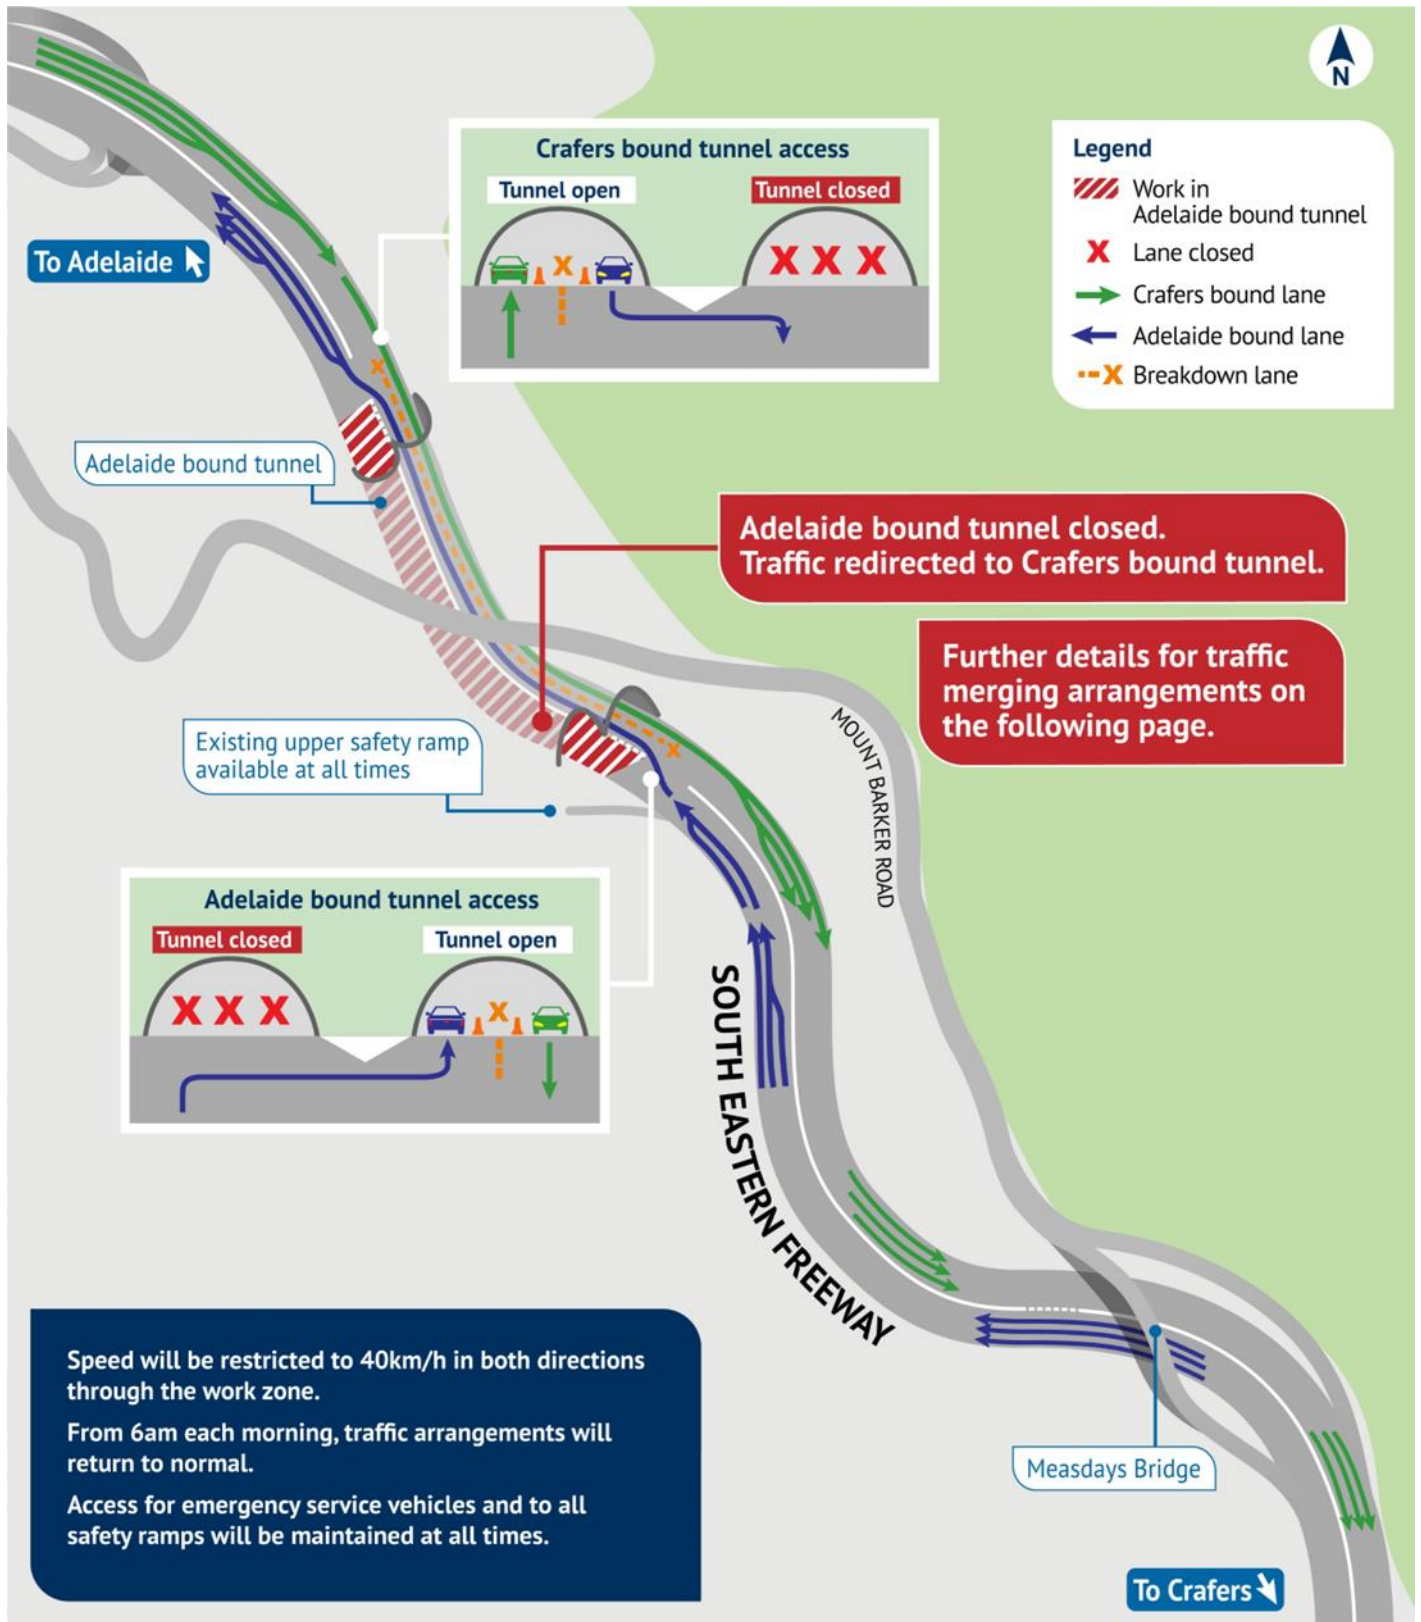 N
Legend
Work in
Adelaide bound tunnel
X Lane closed
Crafers bound lane
Adelaide bound lane
X Breakdown lane
Crafers bound tunnel access
Tunnel open
Tunnel closed
X
X X X
To Adelaide
X
Adelaide bound tunnel
Adelaide bound tunnel closed.
Traffic redirected to Crafers bound tunnel.
Further details for traffic
merging arrangements on
the following page.
MOUNT BARKER ROAD
Existing upper safety ramp
available at all times
X
Adelaide bound tunnel access
Tunnel closed
Tunnel open
X X X
X
SOUTH EASTERN FREEWAY
Speed will be restricted to 40km/h in both directions
through the work zone.
From 6am each morning, traffic arrangements will
return to normal.
Access for emergency service vehicles and to all
safety ramps will be maintained at all times.
Measdays Bridge
To Crafers